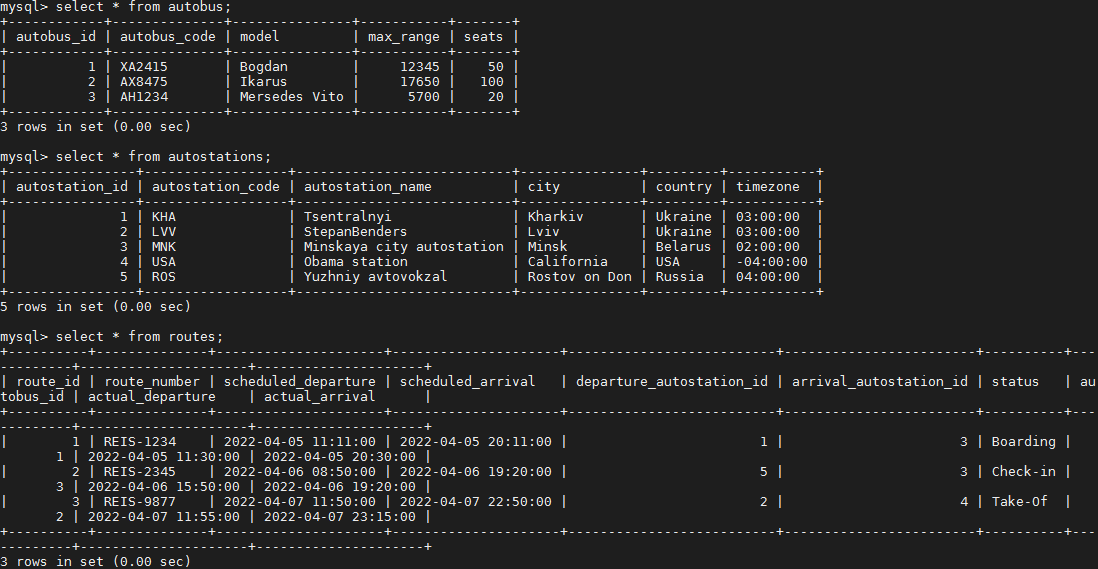 mysql> select * from autobus;
+------------+--------------+---------------+-----------+-------+
| autobus_id | autobus_code | model         | max_range | seats |
+------------+--------------+---------------+-----------+-------+
|          1 | XA2415       | Bogdan        |     12345 |    50 |
|          2 | AX8475       | Ikarus        |     17650 |   100 |
|          3 | AH1234       | Mersedes Vito |      5700 |    20 |
+------------+--------------+---------------+-----------+-------+
3 rows in set (0.00 sec)
mysql> select * from autostations;
+----------------+------------------+---------------------------+---------------+---------+-----------+
| autostation_id | autostation_code | autostation_name          | city          | country | timezone  |
+----------------+------------------+---------------------------+---------------+---------+-----------+
|              1 | KHA              | Tsentralnyi               | Kharkiv       | Ukraine | 03:00:00  |
|              2 | LVV              | StepanBenders             | Lviv          | Ukraine | 03:00:00  |
|              3 | MNK              | Minskaya city autostation | Minsk         | Belarus | 02:00:00  |
|              4 | USA              | Obama station             | California    | USA     | -04:00:00 |
|              5 | ROS              | Yuzhniy avtovokzal        | Rostov on Don | Russia  | 04:00:00  |
+----------------+------------------+---------------------------+---------------+---------+-----------+
5 rows in set (0.00 sec)
mysql> select * from routes;
+----------+--------------+---------------------+---------------------+--------------------------+------------------------+----------+---
---------+---------------------+---------------------+
| route_id | route_number | scheduled_departure | scheduled_arrival   | departure_autostation_id | arrival_autostation_id | status   | au
tobus_id | actual_departure    | actual_arrival      |
+----------+--------------+---------------------+---------------------+--------------------------+------------------------+----------+---
---------+---------------------+---------------------+
|        1 | REIS-1234    | 2022-04-05 11:11:00 | 2022-04-05 20:11:00 |                        1 |                      3 | Boarding |
       1 | 2022-04-05 11:30:00 | 2022-04-05 20:30:00 |
|        2 | REIS-2345    | 2022-04-06 08:50:00 | 2022-04-06 19:20:00 |                        5 |                      3 | Check-in |
       3 | 2022-04-06 15:50:00 | 2022-04-06 19:20:00 |
|        3 | REIS-9877    | 2022-04-07 11:50:00 | 2022-04-07 22:50:00 |                        2 |                      4 | Take-Of  |
       2 | 2022-04-07 11:55:00 | 2022-04-07 23:15:00 |
+----------+--------------+---------------------+---------------------+--------------------------+------------------------+----------+---
---------+---------------------+---------------------+
3 rows in set (0.00 sec)